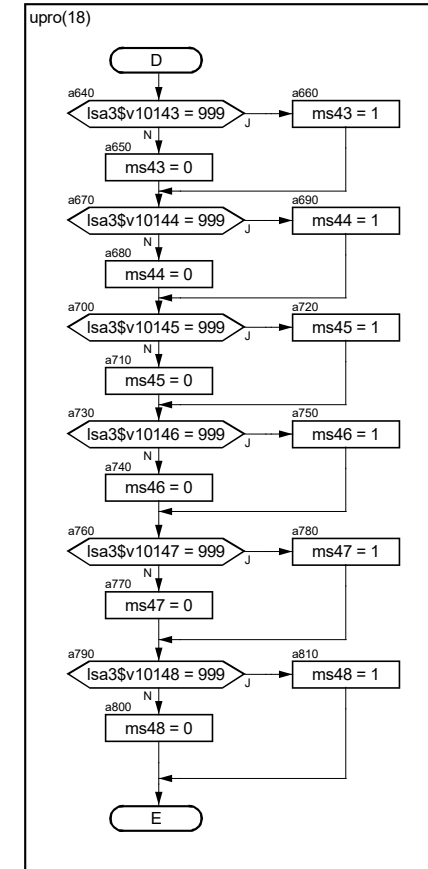 upro(18)
D
a640
lsa3$v10143 = 999
J
N
a660
ms43 = 1
a650
ms43 = 0
a670
lsa3$v10144 = 999
J
N
a690
ms44 = 1
a680
ms44 = 0
a700
lsa3$v10145 = 999
J
N
a720
ms45 = 1
a710
ms45 = 0
a730
lsa3$v10146 = 999
J
N
a750
ms46 = 1
a740
ms46 = 0
a760
lsa3$v10147 = 999
J
N
a780
ms47 = 1
a770
ms47 = 0
a790
lsa3$v10148 = 999
J
N
a810
ms48 = 1
a800
ms48 = 0
E